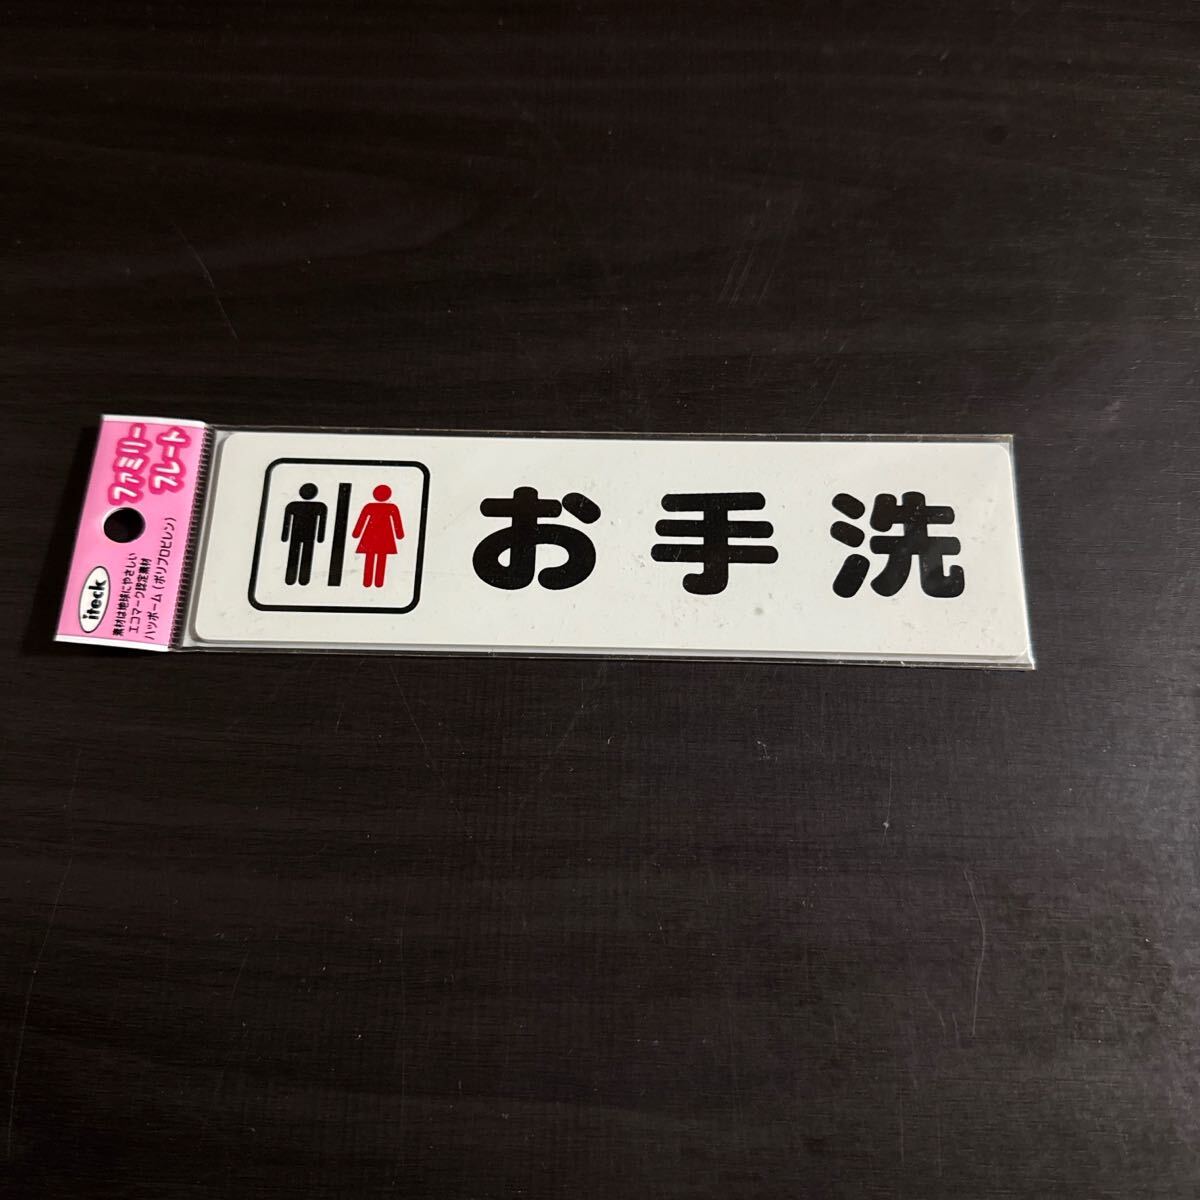 ファミリー
プレート
iteck
素材は地球にやさしい
エコマーク認定素材
ハッポーム(ポリプロピレン)
お手洗